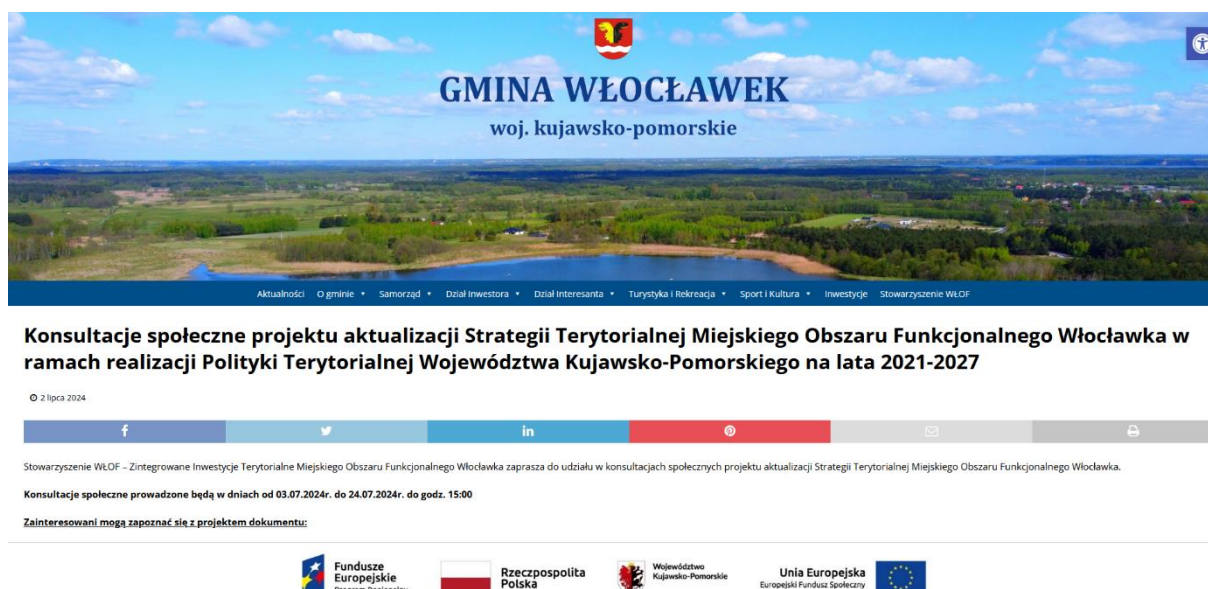 GMINA WŁOCŁAWEK
woj. kujawsko-pomorskie
Aktualności O gminie Samorząd Dział Inwestora Dział Interesanta Turystyka i Rekreacja Sport i Kultura Inwestycje Stowarzyszenie WŁOF
Konsultacje społeczne projektu aktualizacji Strategii Terytorialnej Miejskiego Obszaru Funkcjonalnego Włocławka w
ramach realizacji Polityki Terytorialnej Województwa Kujawsko-Pomorskiego na lata 2021-2027
2 lipca 2024
Stowarzyszenie WŁOF – Zintegrowane Inwestycje Terytorialne Miejskiego Obszaru Funkcjonalnego Włocławka zaprasza do udziału w konsultacjach społecznych projektu aktualizacji Strategii Terytorialnej Miejskiego Obszaru Funkcjonalnego Włocławka.
Konsultacje społeczne prowadzone będą w dniach od 03.07.2024r. do 24.07.2024r. do godz. 15:00
Zainteresowani mogą zapoznać się z projektem dokumentu:
Fundusze
Europejskie
Program Regionalny
Rzeczpospolita
Polska
Województwo
Kujawsko-Pomorskie
Unia Europejska
Europejski Fundusz Społeczny